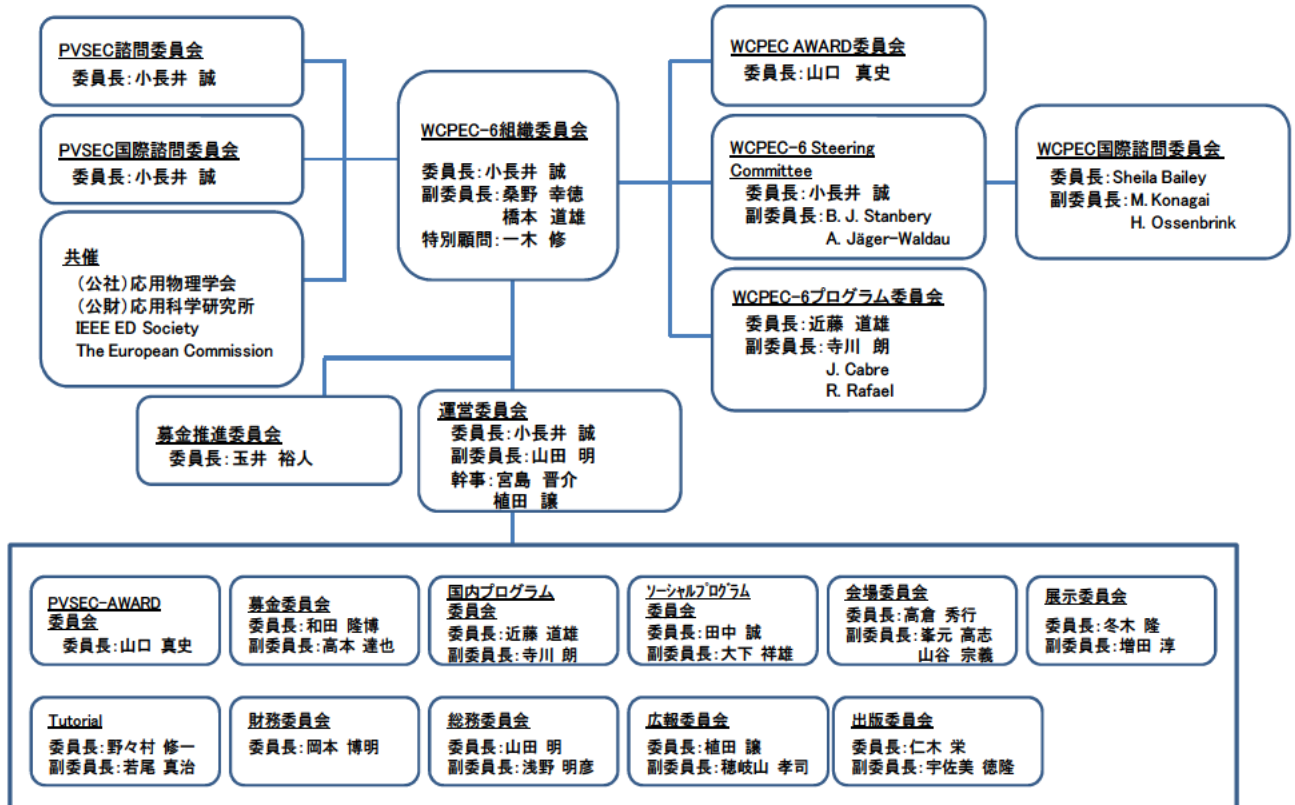 PVSEC諮問委員会
委員長:小長井 誠
PVSEC国際諮問委員会
委員長:小長井 誠
共催
(公社)応用物理学会
(公財)応用科学研究所
IEEE ED Society
The European Commission
WCPEC-6組織委員会
委員長:小長井 誠
副委員長:桑野 幸徳
橋本 道雄
特別顧問:一木 修
WCPEC AWARD委員会
委員長:山口 真史
WCPEC-6 Steering
Committee
委員長:小長井 誠
副委員長:B. J. Stanbery
A. Jäger-Waldau
WCPEC国際諮問委員会
委員長:Sheila Bailey
副委員長:M. Konagai
H. Ossenbrink
WCPEC-6プログラム委員会
委員長:近藤 道雄
副委員長:寺川 朗
J. Cabre
R. Rafael
募金推進委員会
委員長:玉井 裕人
運営委員会
委員長:小長井 誠
副委員長:山田 明
幹事:宮島 晋介
植田 譲
PVSEC-AWARD
委員会
委員長:山口 真史
募金委員会
委員長:和田 隆博
副委員長:高本 達也
国内プログラム
委員会
委員長:近藤 道雄
副委員長:寺川 朗
ソーシャルプログラム
委員会
委員長:田中 誠
副委員長:大下 祥雄
会場委員会
委員長:高倉 秀行
副委員長:峯元 高志
山谷 宗義
展示委員会
委員長:冬木 隆
副委員長:増田 淳
Tutorial
委員長:野々村 修一
副委員長:若尾 真治
財務委員会
委員長:岡本 博明
総務委員会
委員長:山田 明
副委員長:浅野 明彦
広報委員会
委員長:植田 譲
副委員長:穂岐山 孝司
出版委員会
委員長:仁木 栄
副委員長:宇佐美 徳隆